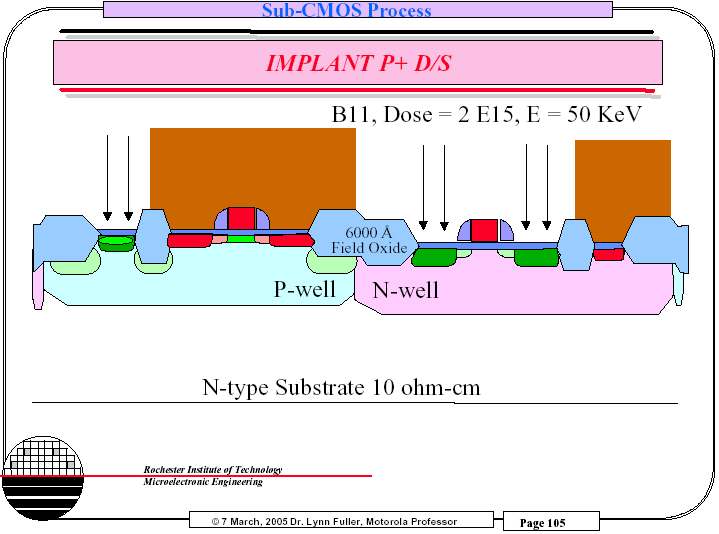 Sub-CMOS Process
IMPLANT P+ D/S
B11, Dose = 2 E15, E = 50 KeV
6000 Å
Field Oxide
P-well
N-well
N-type Substrate 10 ohm-cm
Rochester Institute of Technology
Microelectronic Engineering
© 7 March, 2005 Dr. Lynn Fuller, Motorola Professor
Page 105